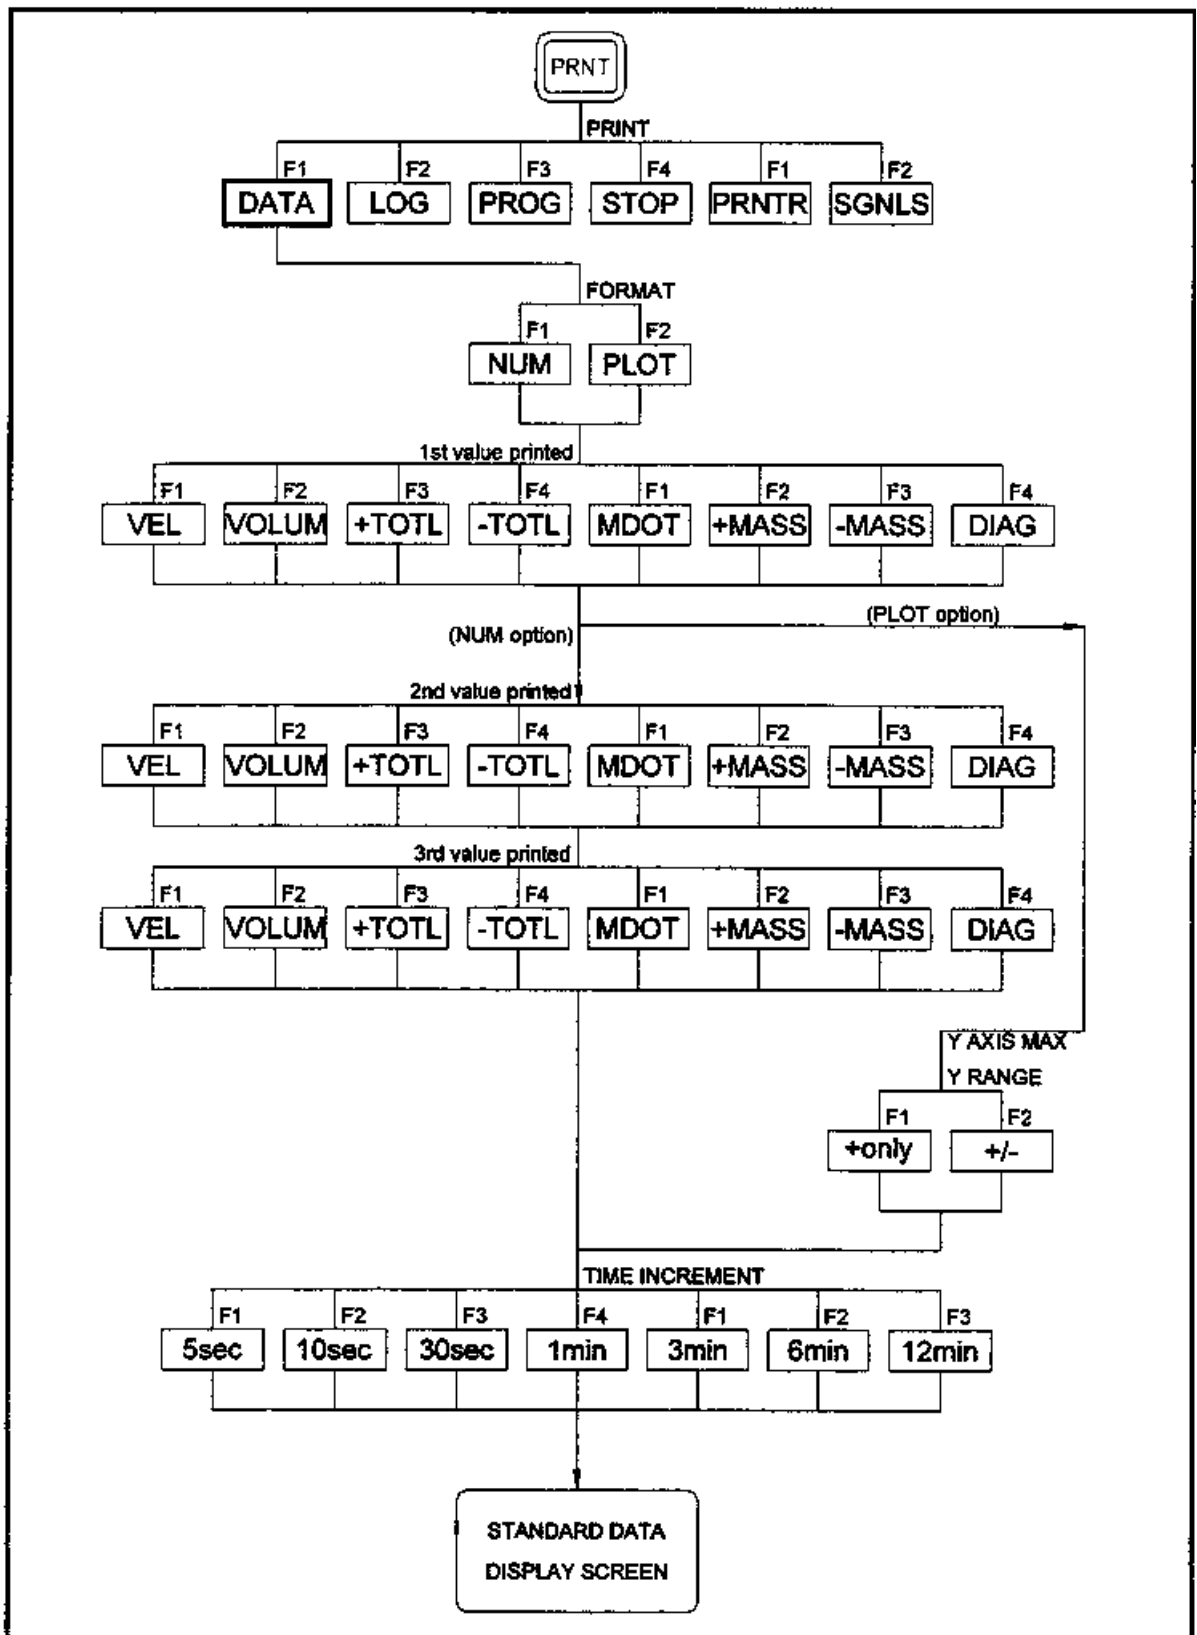 PRNT
PRINT
F1 F2 F3 F4 F1 F2
DATA LOG PROG STOP PRNTR SGNLS
FORMAT
F1 F2
NUM PLOT
1st value printed
F1 F2 F3 F4 F1 F2 F3 F4
VEL VOLUM +TOTL -TOTL MDOT +MASS -MASS DIAG
(PLOT option)
(NUM option)
2nd value printed
F1 F2 F3 F4 F1 F2 F3 F4
VEL VOLUM +TOTL -TOTL MDOT +MASS -MASS DIAG
3rd value printed
F1 F2 F3 F4 F1 F2 F3 F4
VEL VOLUM +TOTL -TOTL MDOT +MASS -MASS DIAG
Y AXIS MAX
Y RANGE
F1 F2
+only +/-
TIME INCREMENT
F1 F2 F3 F4 F1 F2 F3
5sec 10sec 30sec 1min 3min 6min 12min
STANDARD DATA
DISPLAY SCREEN